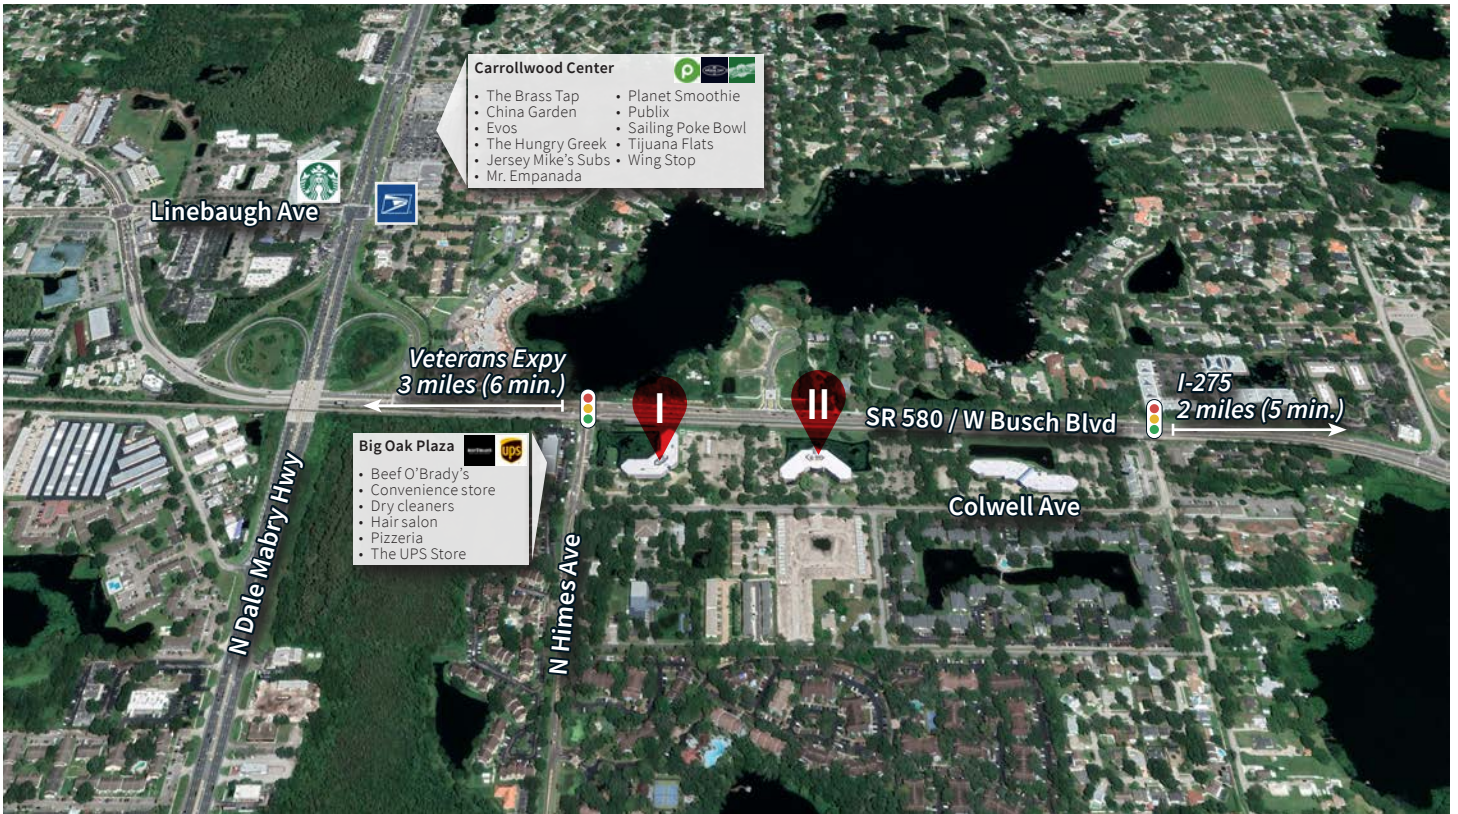 Carrollwood Center
• The Brass Tap
• China Garden
• Evos
• The Hungry Greek
• Jersey Mike's Subs
• Mr. Empanada
• Planet Smoothie
• Publix
• Sailing Poke Bowl
• Tijuana Flats
• Wing Stop
Linebaugh Ave
Veterans Expy
3 miles (6 min.)
I
II
SR 580 / W Busch Blvd
I-275
2 miles (5 min.)
Big Oak Plaza
ups
• Beef O'Brady's
• Convenience store
• Dry cleaners
• Hair salon
• Pizzeria
• The UPS Store
Colwell Ave
N Dale Mabry Hwy
N Himes Ave